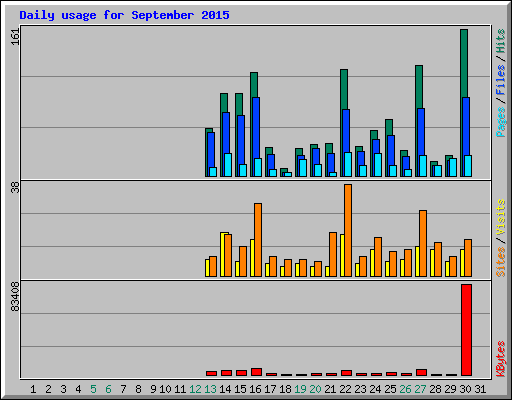 Daily usage for September 2015
161
Pages / Files / Hits
38
Sites / Visits
83408
KBytes
1 2 3 4 5 6 7 8 9 10 11 12 13 14 15 16 17 18 19 20 21 22 23 24 25 26 27 28 29 30 31